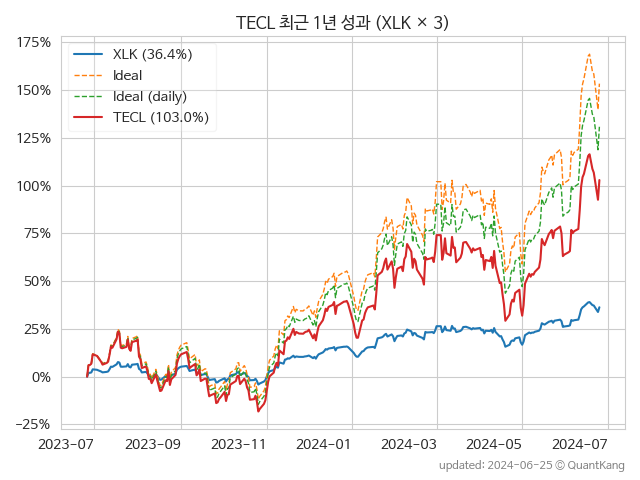 TECL 최근 1년 성과 (XLK × 3)
XLK (36.4%)
Ideal
Ideal (daily)
TECL (103.0%)
175%
150%
125%
100%
75%
50%
25%
0%
−25%
2023-07
2023-09
2023-11
2024-01
2024-03
2024-05
2024-07
updated: 2024-06-25 © QuantKang